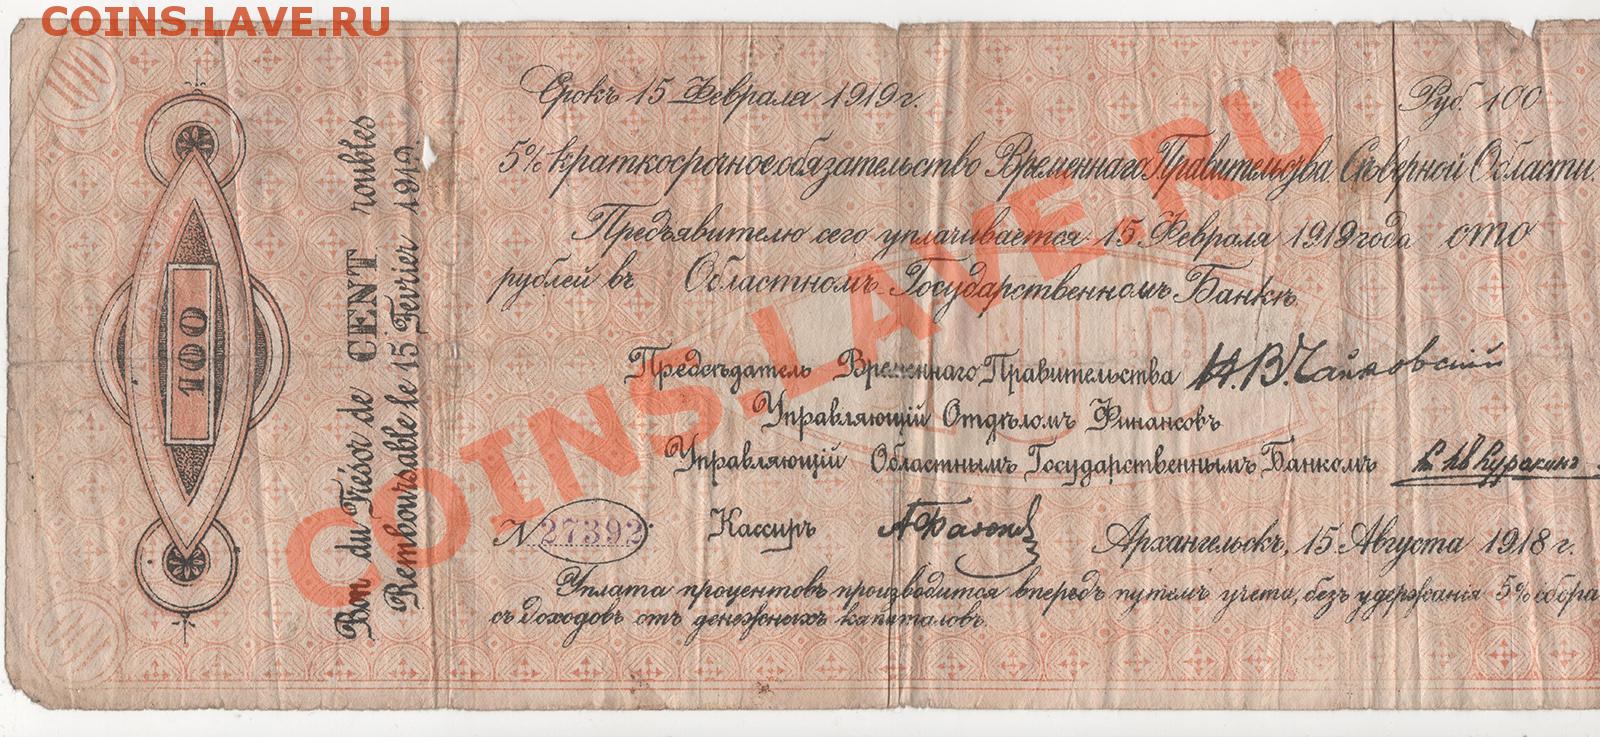 COINS.LAVE.RU
Срокъ 15 Февраля 1919 г.
Руб. 100
5% краткосрочное обязательство Временнаго Правительства Сѣверной Области.
Предъявителю сего уплачивается 15 Февраля 1919 года сто
рублей въ Областномъ Государственномъ Банкѣ.
Предсѣдатель Временнаго Правительства Н.В.Чайковскій
Управляющій Отдѣломъ Финансовъ
Управляющій Областнымъ Государственнымъ Банкомъ
N 27392
Кассиръ
Архангельскъ, 15 Августа 1918 г.
Уплата процентовъ производится впередъ путемъ учета, безъ удержанія 5% сбора
съ доходовъ отъ денежныхъ капиталовъ.
100
Bon du Trésor de CENT roubles
Remboursable le 15 Fevrier 1919.
100
COINS.LAVE.RU